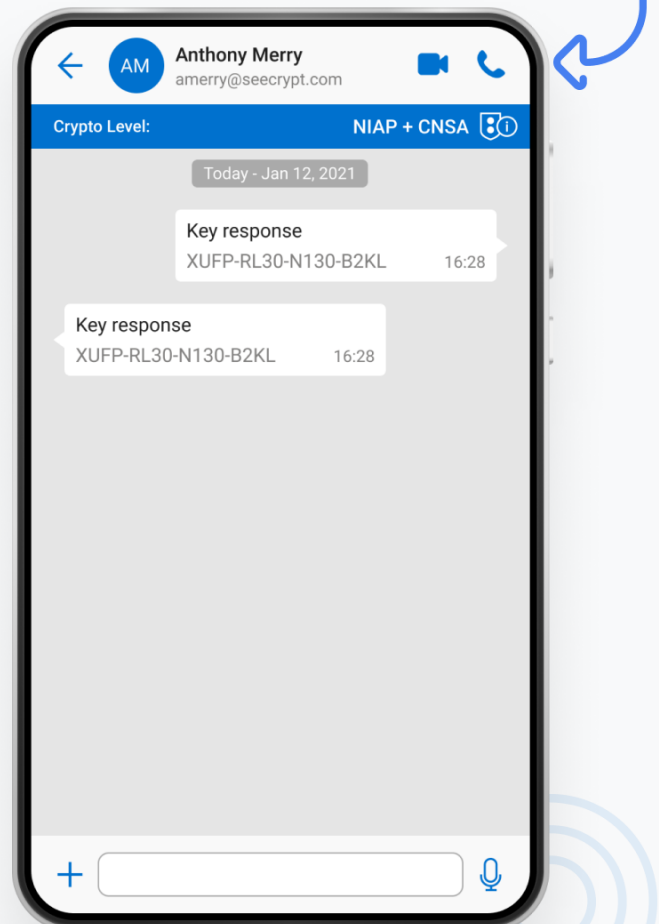 AM
Anthony Merry
amerry@seecrypt.com
Crypto Level: NIAP + CNSA
Today - Jan 12, 2021
Key response
XUFP-RL30-N130-B2KL 16:28
Key response
XUFP-RL30-N130-B2KL 16:28